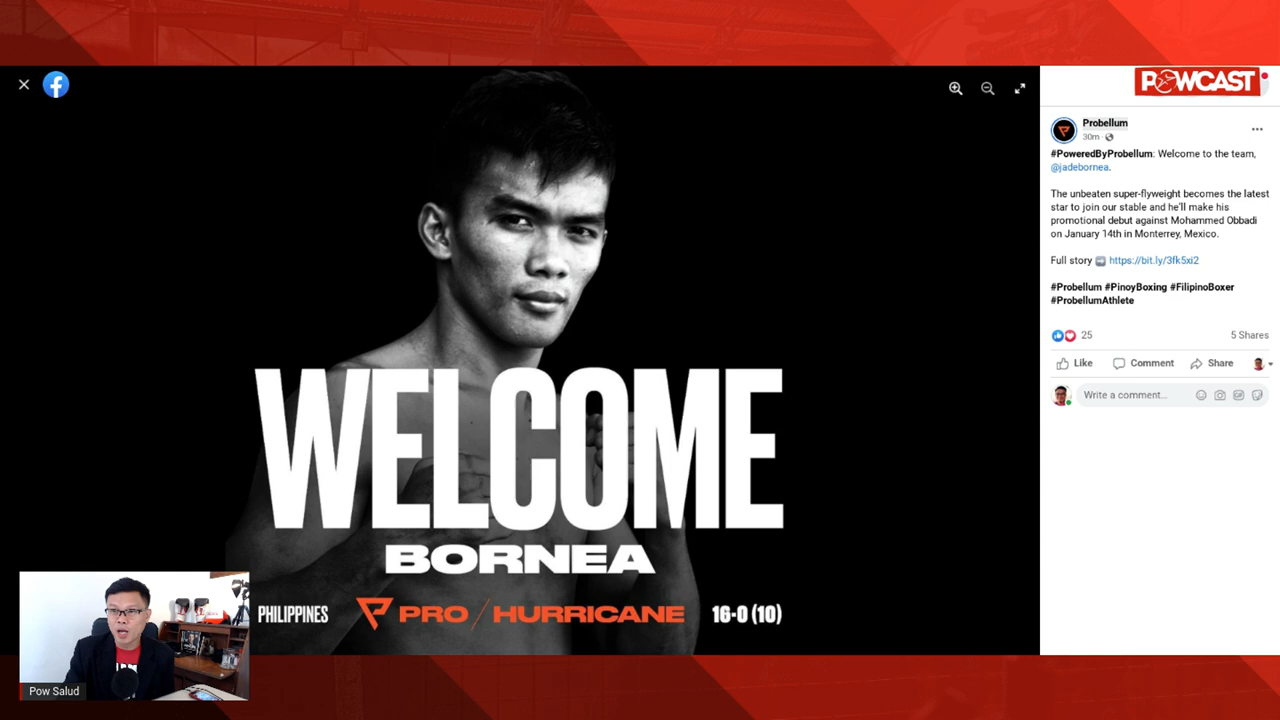 POWCAST
Probellum
30m
#PoweredByProbellum: Welcome to the team,
@jadebornea.
The unbeaten super-flyweight becomes the latest
star to join our stable and he'll make his
promotional debut against Mohammed Obbadi
on January 14th in Monterrey, Mexico.
Full story https://bit.ly/3fk5xi2
#Probellum #PinoyBoxing #FilipinoBoxer
#ProbellumAthlete
25
5 Shares
Like Comment Share
Write a comment...
WELCOME
BORNEA
PHILIPPINES PRO / HURRICANE 16-0 (10)
Pow Salud